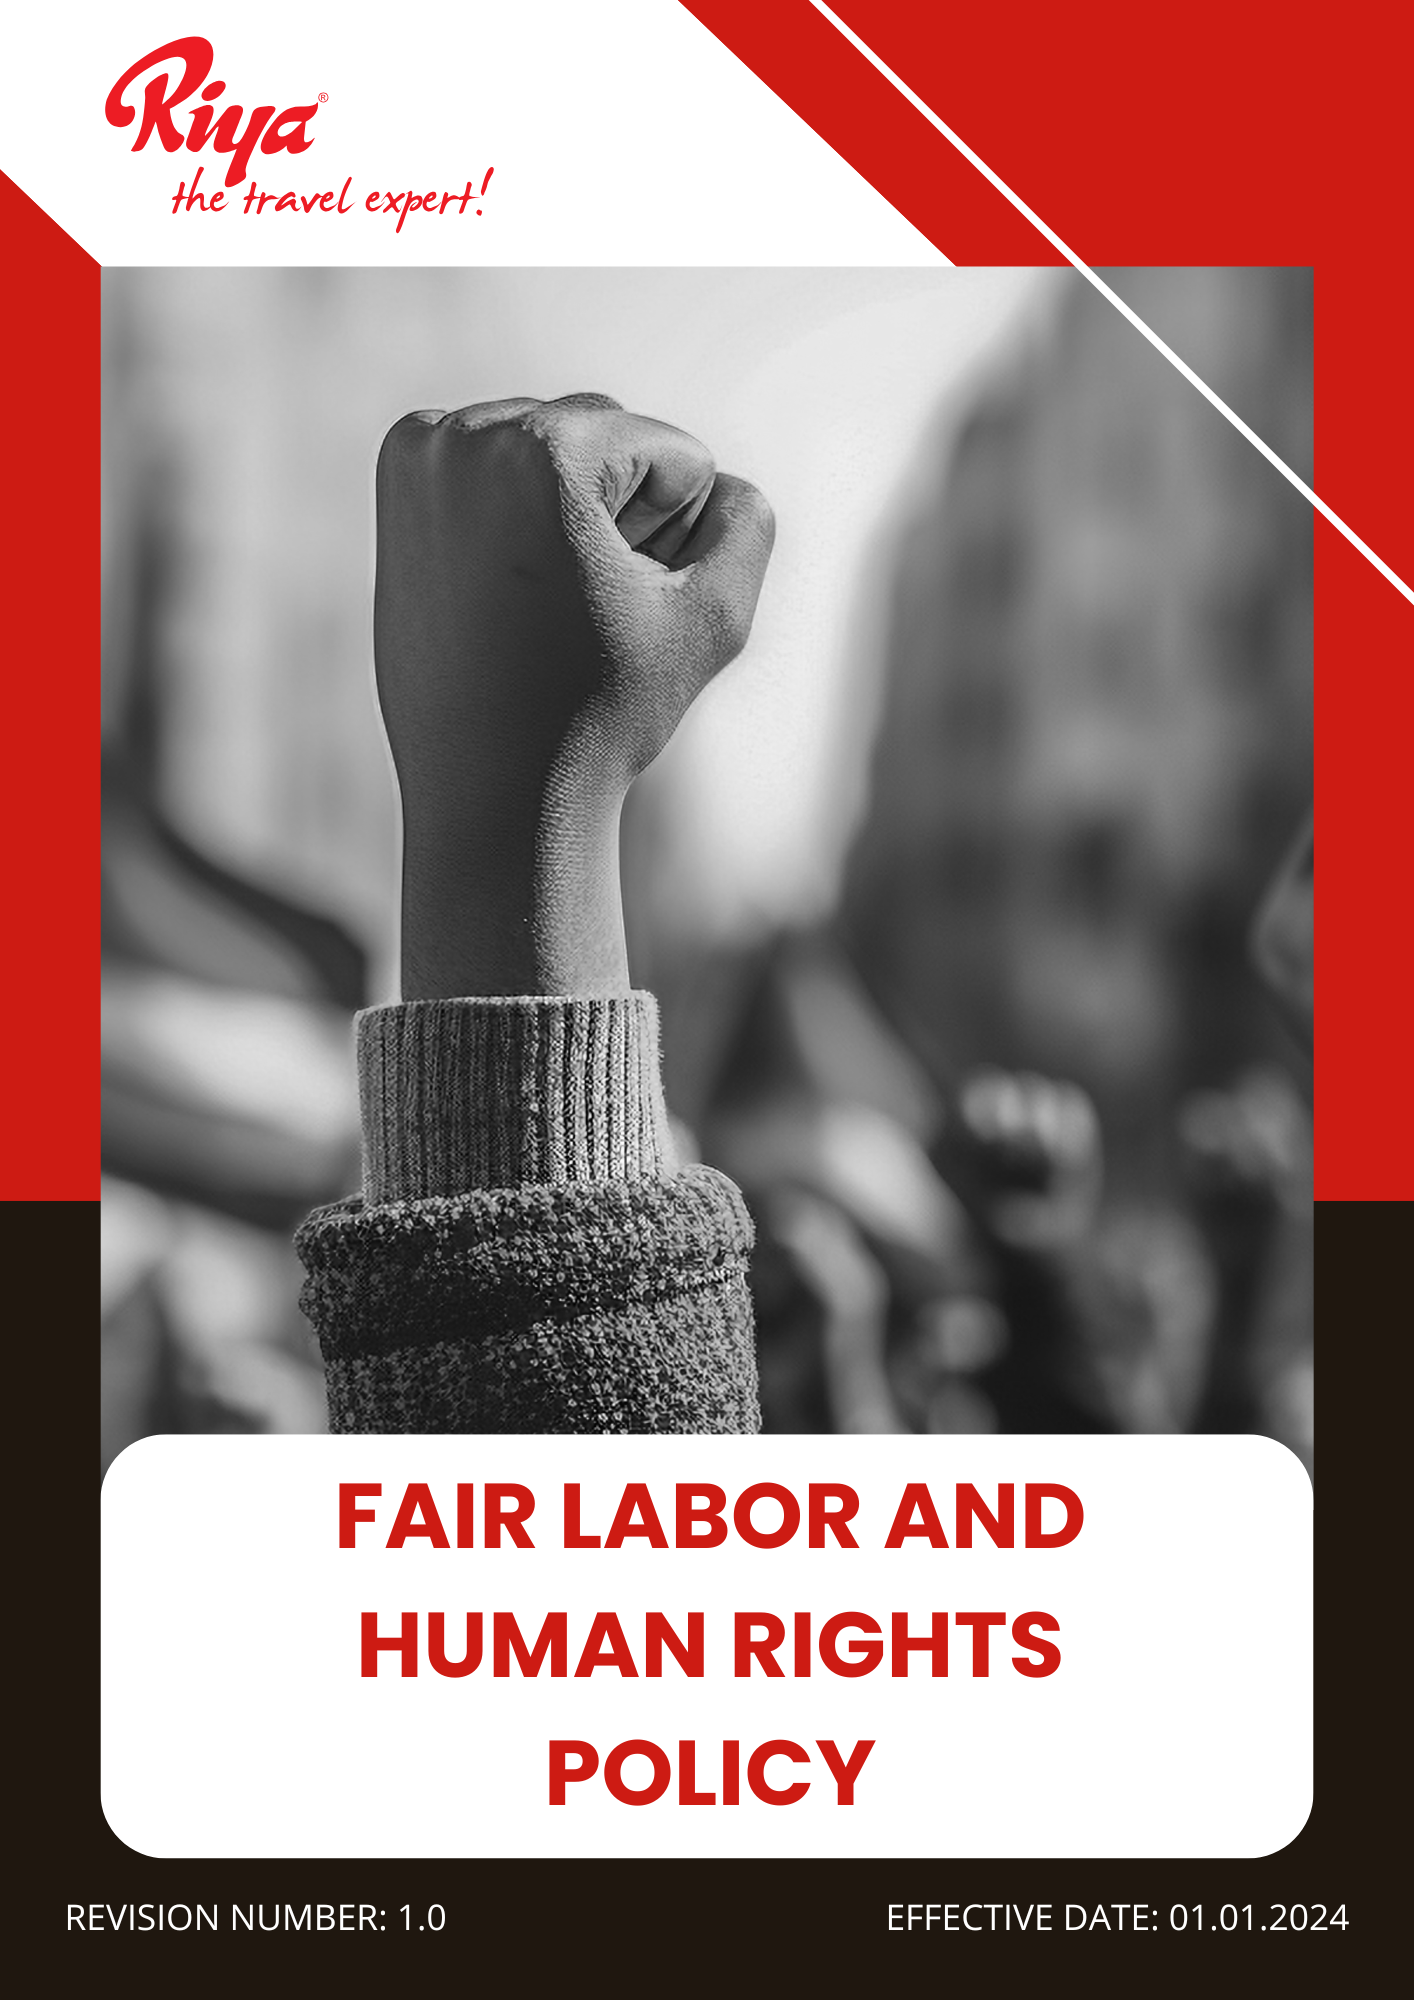 Riya®
the travel expert!
FAIR LABOR AND
HUMAN RIGHTS
POLICY
REVISION NUMBER: 1.0
EFFECTIVE DATE: 01.01.2024